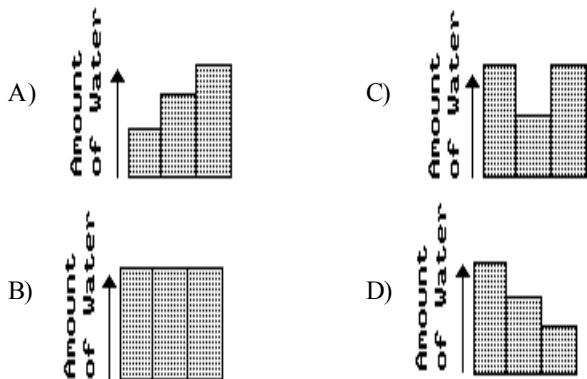 A)
Amount
of Water
B)
Amount
of Water
C)
Amount
of Water
D)
Amount
of Water